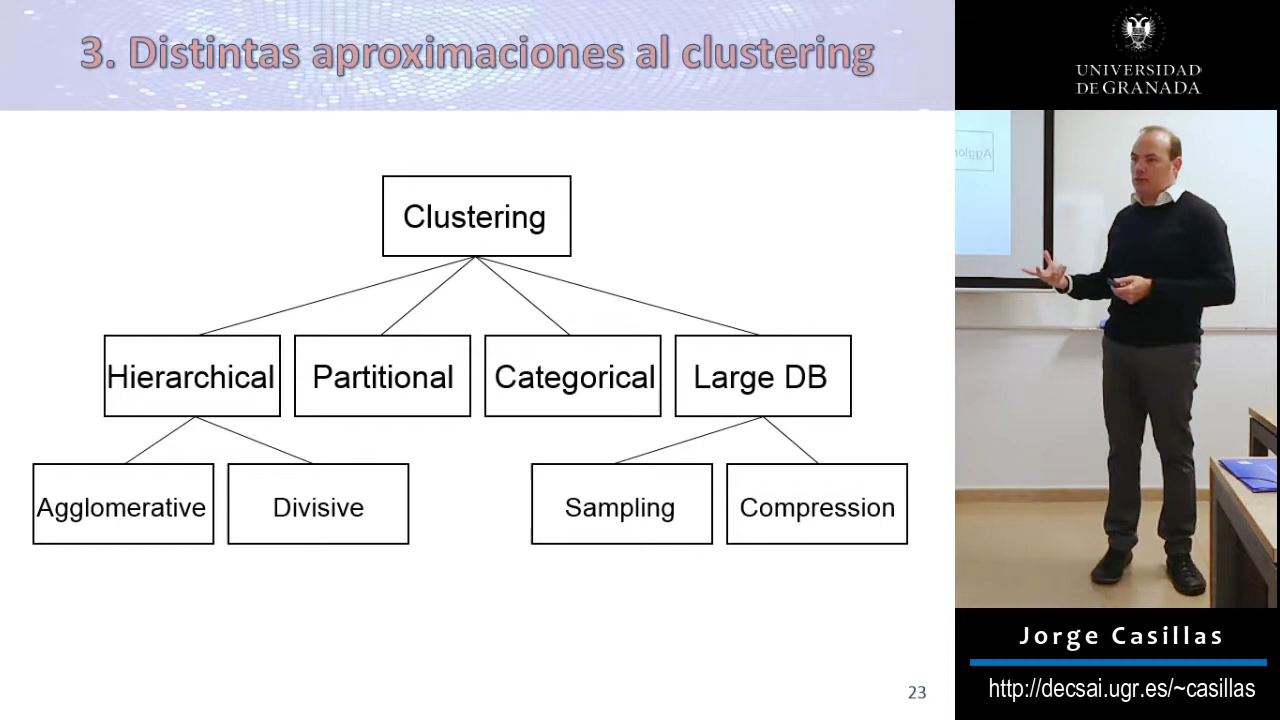 3. Distintas aproximaciones al clustering
UNIVERSIDAD
DE GRANADA
Clustering
Hierarchical
Partitional
Categorical
Large DB
Agglomerative
Divisive
Sampling
Compression
23
Jorge Casillas
http://decsai.ugr.es/~casillas